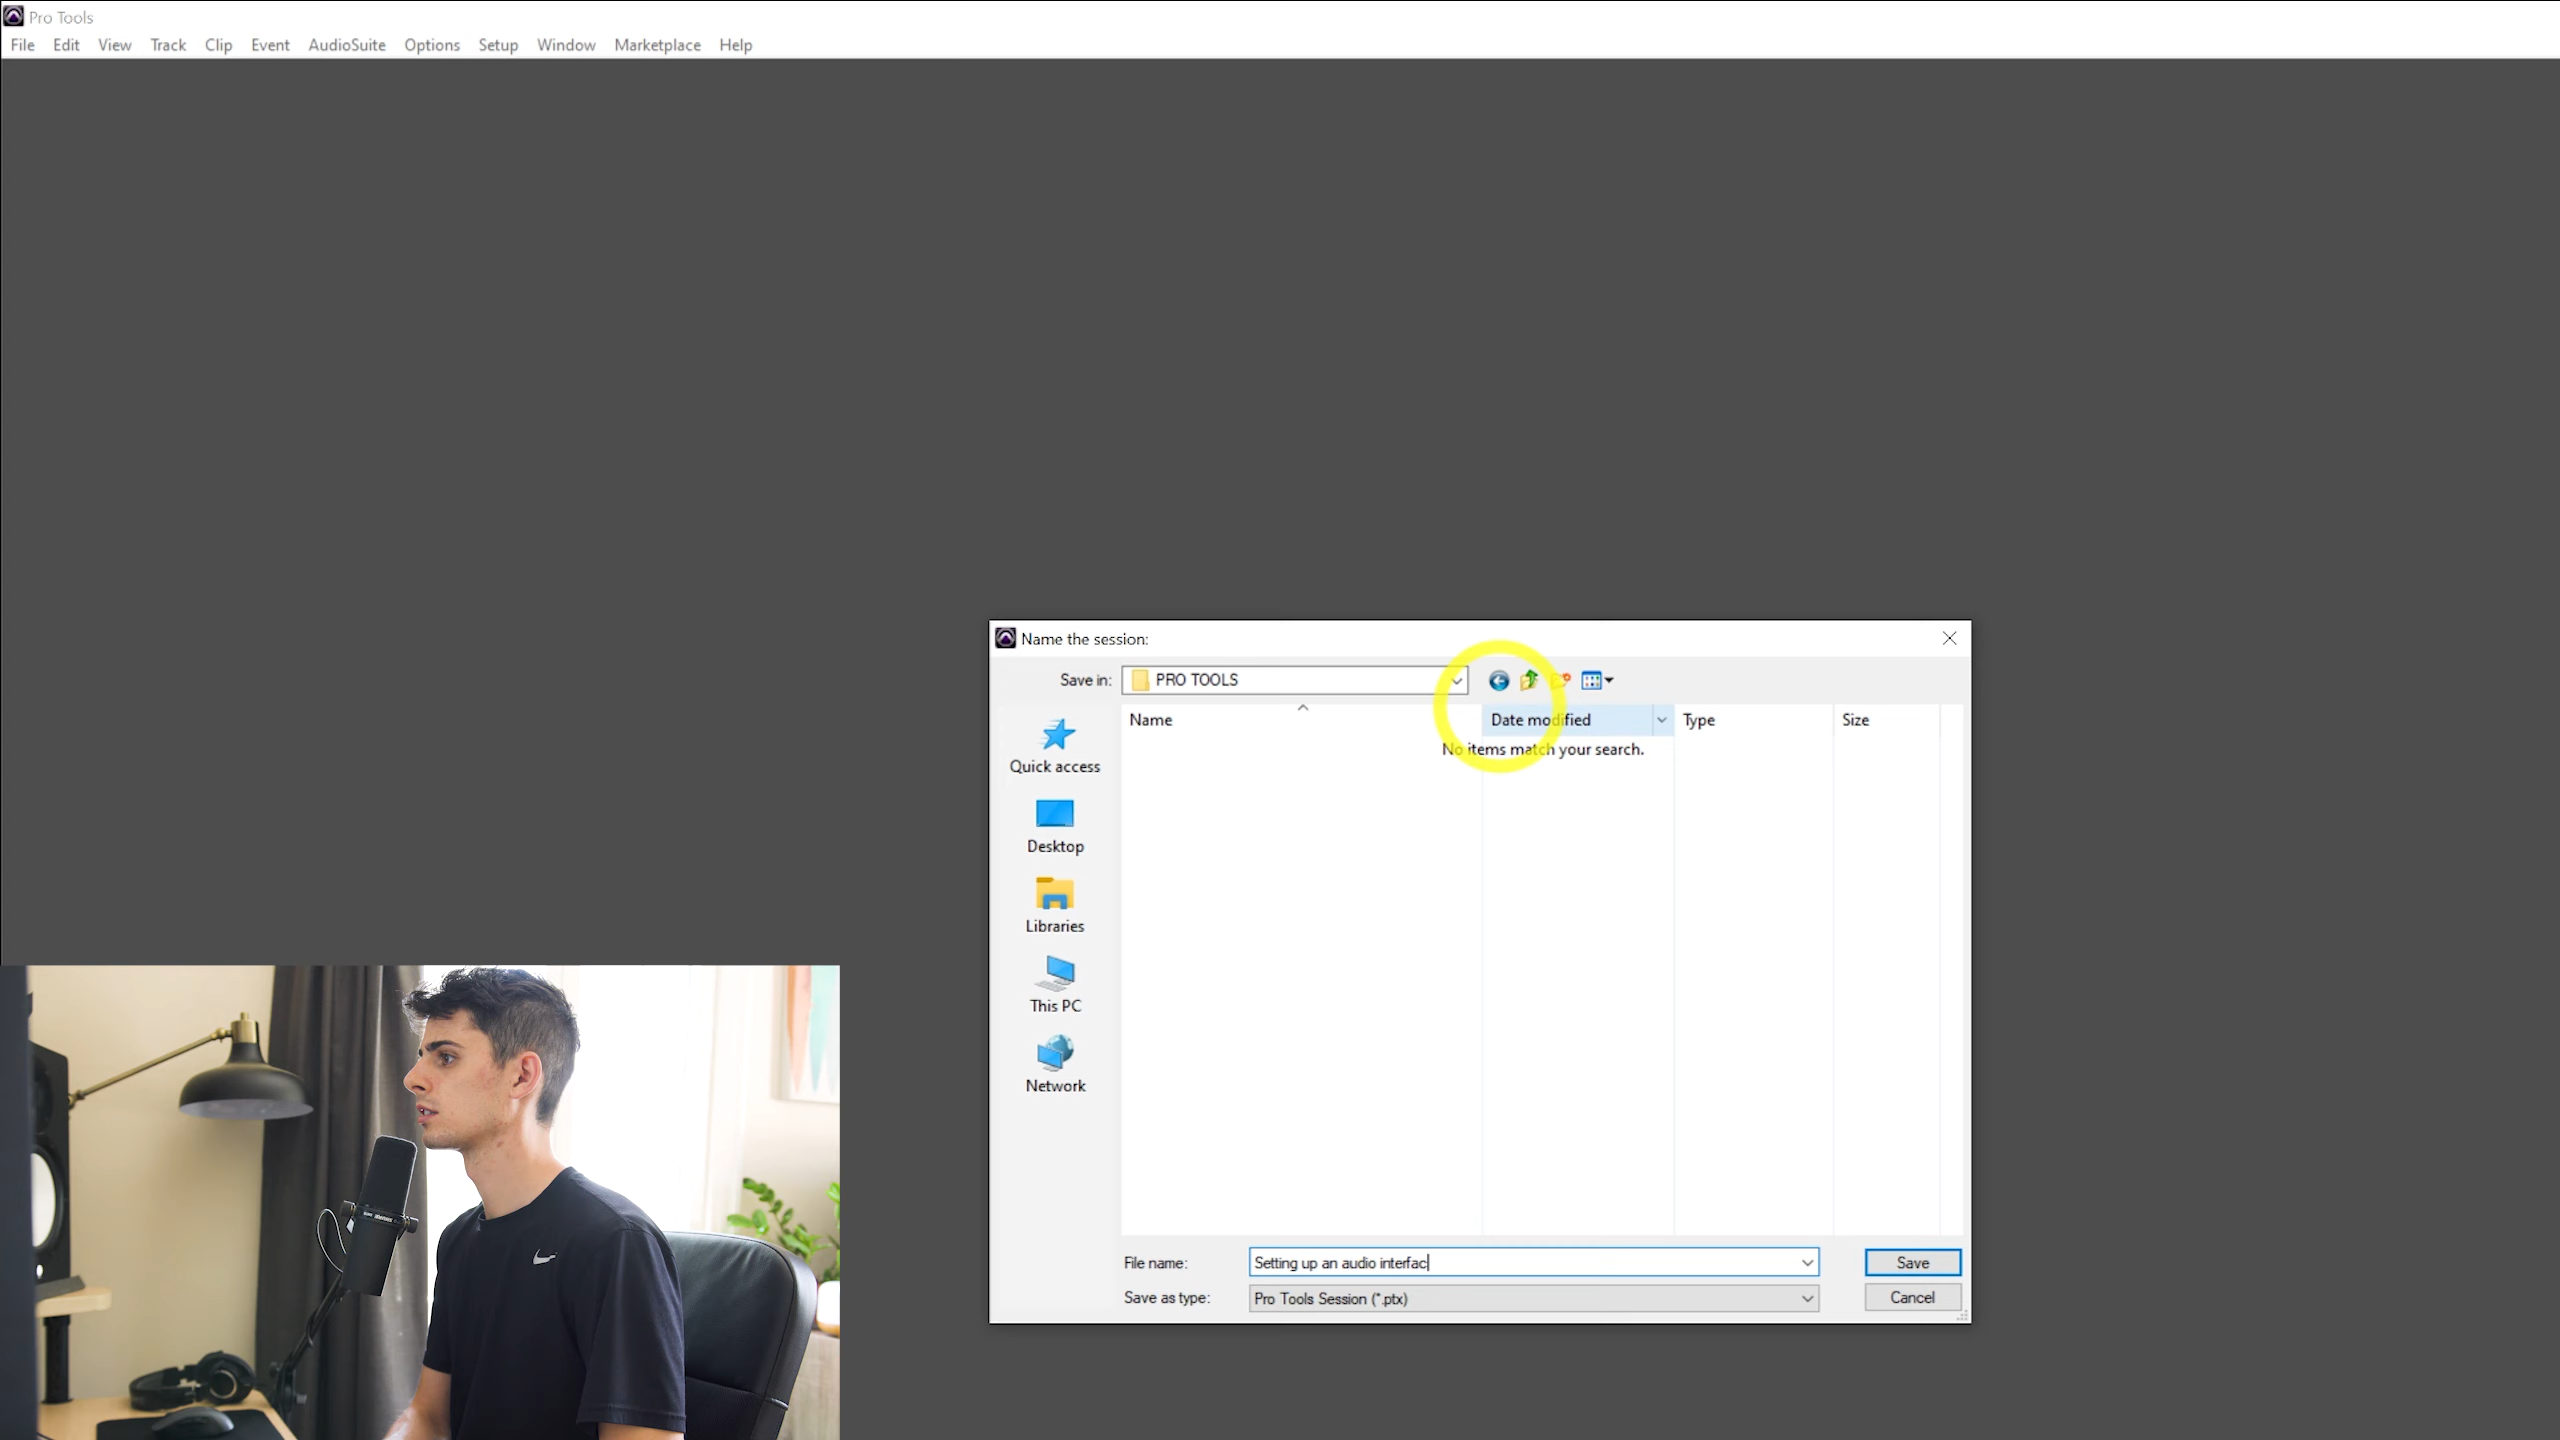 Pro Tools
File Edit View Track Clip Event AudioSuite Options Setup Window Marketplace Help
Name the session:
Save in: PRO TOOLS
Name Date modified Type Size
No items match your search.
Quick access
Desktop
Libraries
This PC
Network
File name: Setting up an audio interfac Save
Save as type: Pro Tools Session (*.ptx) Cancel